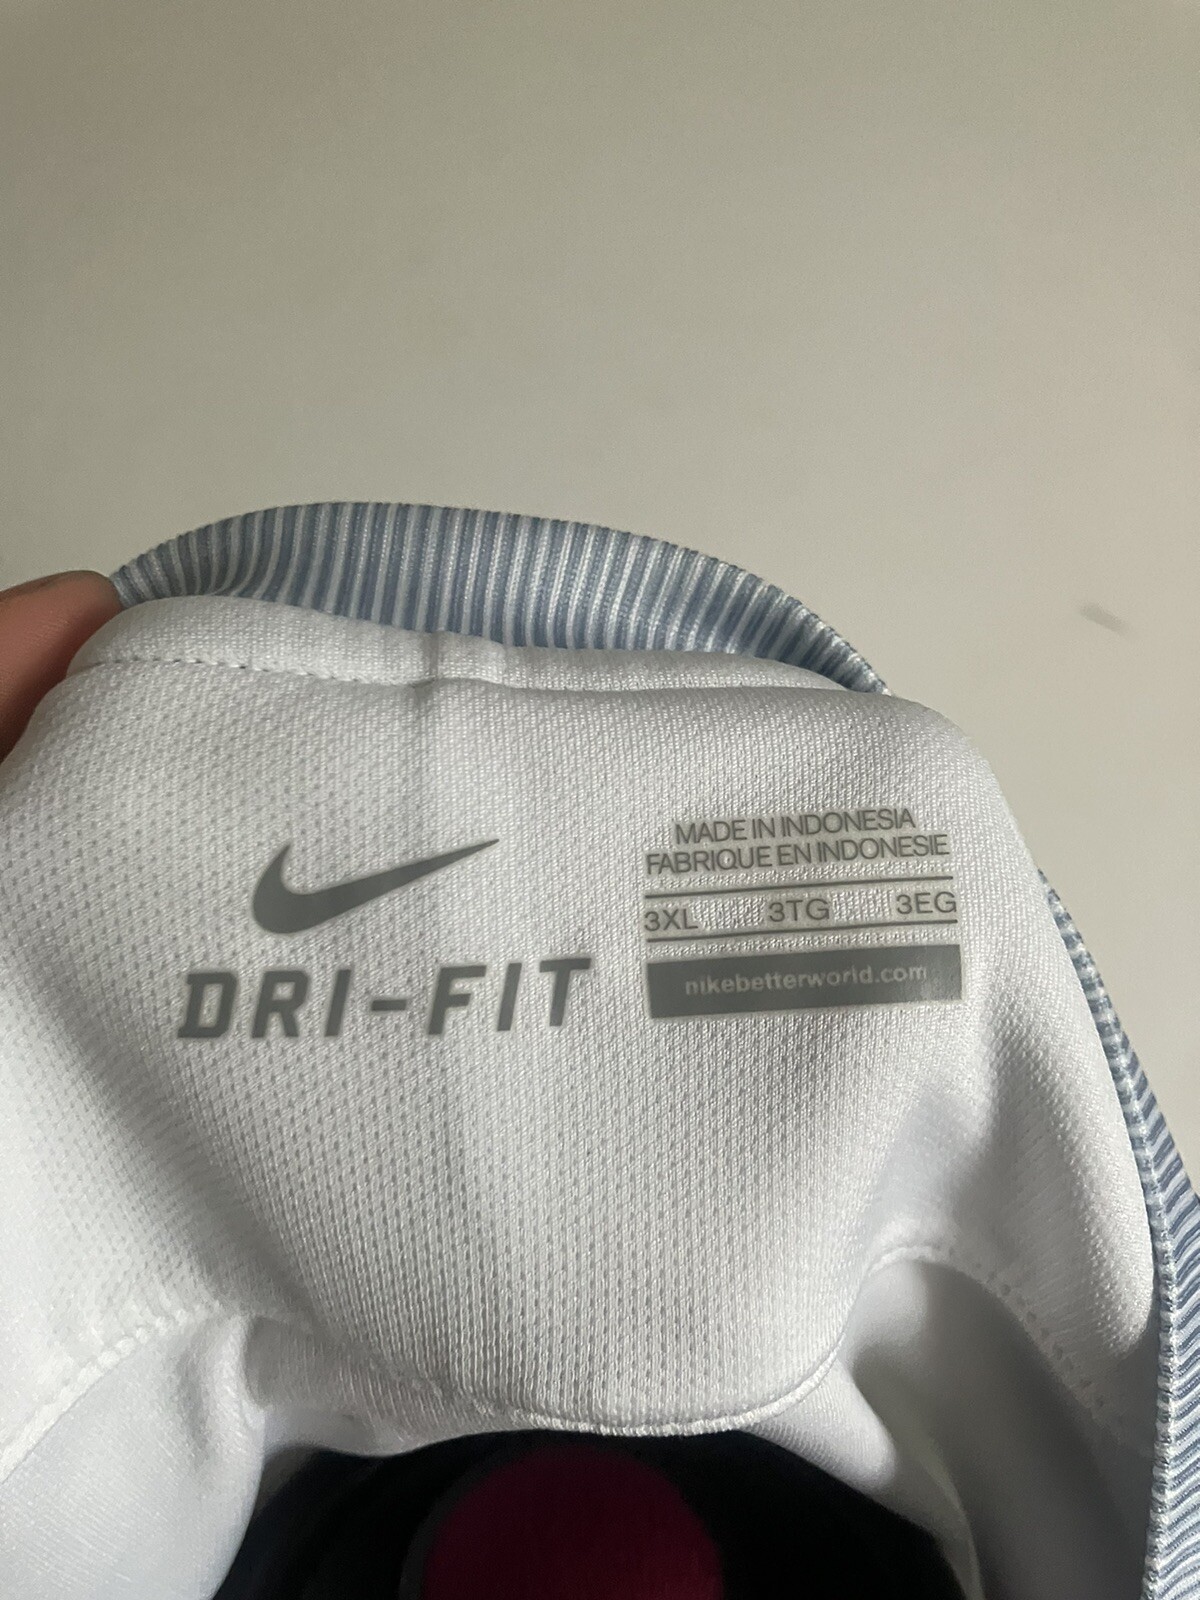 DRI-FIT
MADE IN INDONESIA
FABRIQUE EN INDONESIE
3XL 3TG 3EG
nikebetterworld.com